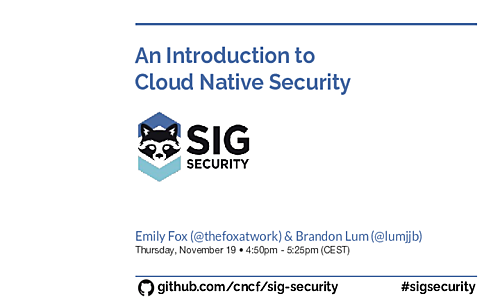 An Introduction to
Cloud Native Security
SIG
SECURITY
Emily Fox (@thefoxatwork) & Brandon Lum (@lumjjb)
Thursday, November 19 • 4:50pm - 5:25pm (CEST)
github.com/cncf/sig-security
#sigsecurity